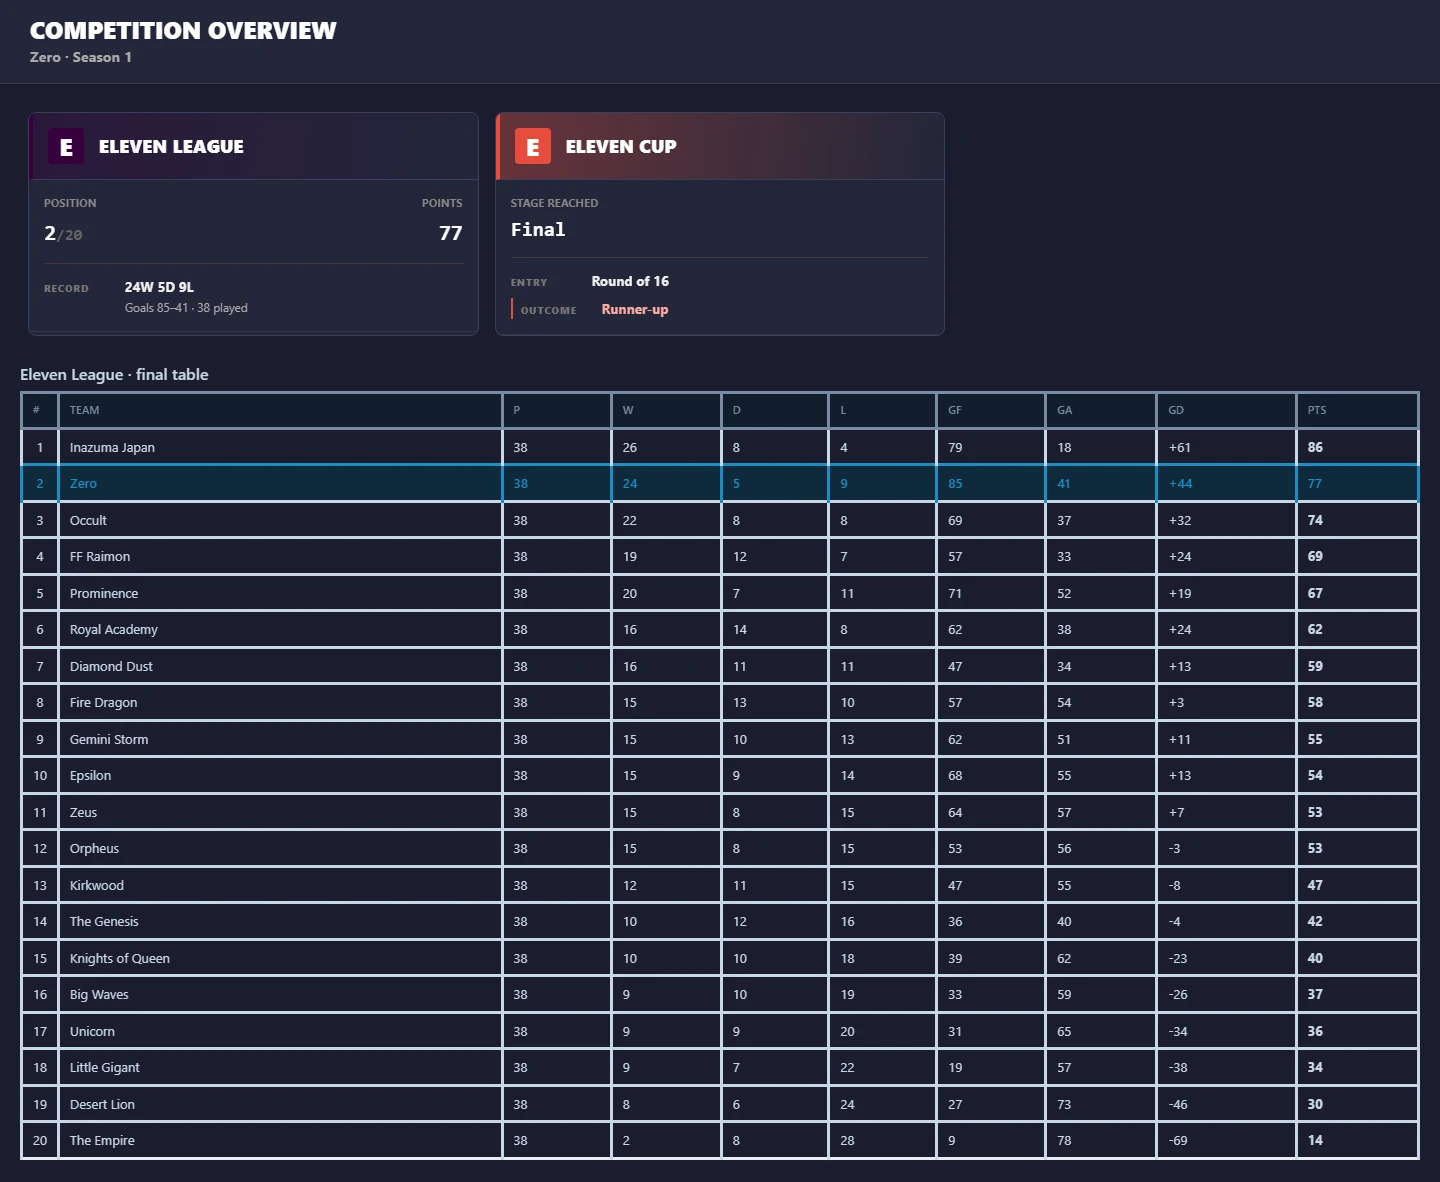 COMPETITION OVERVIEW
Zero · Season 1
E ELEVEN LEAGUE
POSITION POINTS
2/20 77
RECORD 24W 5D 9L
Goals 85–41 · 38 played
E ELEVEN CUP
STAGE REACHED
Final
ENTRY Round of 16
OUTCOME Runner-up
Eleven League · final table
# TEAM P W D L GF GA GD PTS
1 Inazuma Japan 38 26 8 4 79 18 +61 86
2 Zero 38 24 5 9 85 41 +44 77
3 Occult 38 22 8 8 69 37 +32 74
4 FF Raimon 38 19 12 7 57 33 +24 69
5 Prominence 38 20 7 11 71 52 +19 67
6 Royal Academy 38 16 14 8 62 38 +24 62
7 Diamond Dust 38 16 11 11 47 34 +13 59
8 Fire Dragon 38 15 13 10 57 54 +3 58
9 Gemini Storm 38 15 10 13 62 51 +11 55
10 Epsilon 38 15 9 14 68 55 +13 54
11 Zeus 38 15 8 15 64 57 +7 53
12 Orpheus 38 15 8 15 53 56 -3 53
13 Kirkwood 38 12 11 15 47 55 -8 47
14 The Genesis 38 10 12 16 36 40 -4 42
15 Knights of Queen 38 10 10 18 39 62 -23 40
16 Big Waves 38 9 10 19 33 59 -26 37
17 Unicorn 38 9 9 20 31 65 -34 36
18 Little Gigant 38 9 7 22 19 57 -38 34
19 Desert Lion 38 8 6 24 27 73 -46 30
20 The Empire 38 2 8 28 9 78 -69 14